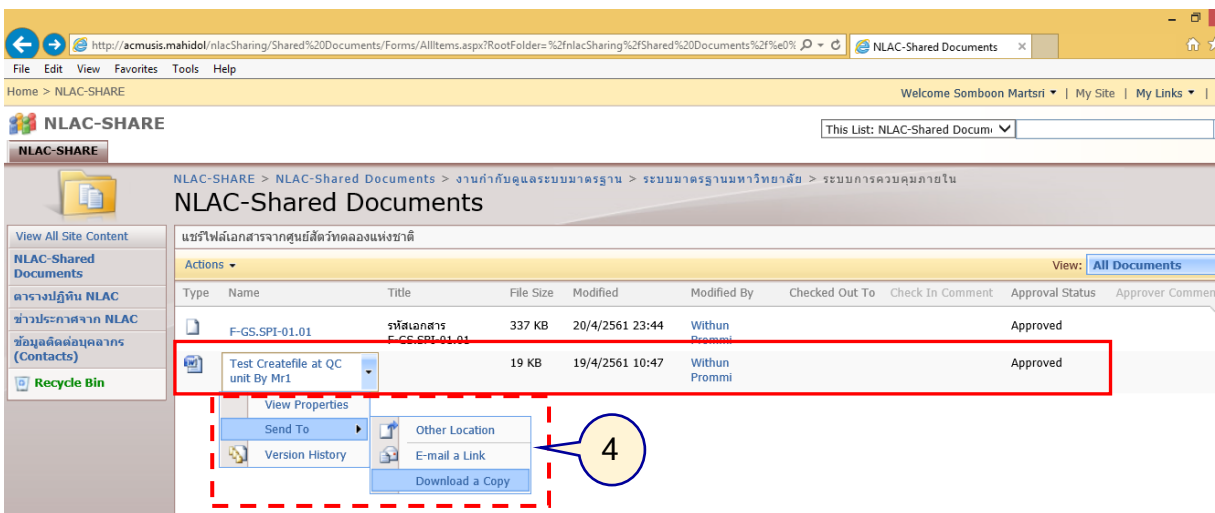 http://acmusis.mahidol/nlacSharing/Shared%20Documents/Forms/AllItems.aspx?RootFolder=%2fnlacSharing%2fShared%20Documents%2f%e0%
NLAC-Shared Documents
File Edit View Favorites Tools Help
Home > NLAC-SHARE
Welcome Somboon Martsri | My Site | My Links |
NLAC-SHARE
This List: NLAC-Shared Docum
NLAC-SHARE
NLAC-SHARE > NLAC-Shared Documents > งานกำกับดูแลระบบมาตรฐาน > ระบบมาตรฐานมหาวิทยาลัย > ระบบการควบคุมภายใน
NLAC-Shared Documents
View All Site Content
แชร์ไฟล์เอกสารจากศูนย์สัตว์ทดลองแห่งชาติ
NLAC-Shared
Documents
ตารางปฏิทิน NLAC
ข่าวประกาศจาก NLAC
ข้อมูลติดต่อบุคลากร
(Contacts)
Recycle Bin
Actions
View: All Documents
Type Name Title File Size Modified Modified By Checked Out To Check In Comment Approval Status Approver Commen
F-GS.SPI-01.01 รหัสเอกสาร 337 KB 20/4/2561 23:44 Withun Approved
F-GS.SPI-01.01 Prommi
Test Createfile at QC 19 KB 19/4/2561 10:47 Withun Approved
unit By Mr1 Prommi
View Properties
Send To
Version History
Other Location
E-mail a Link
Download a Copy
4